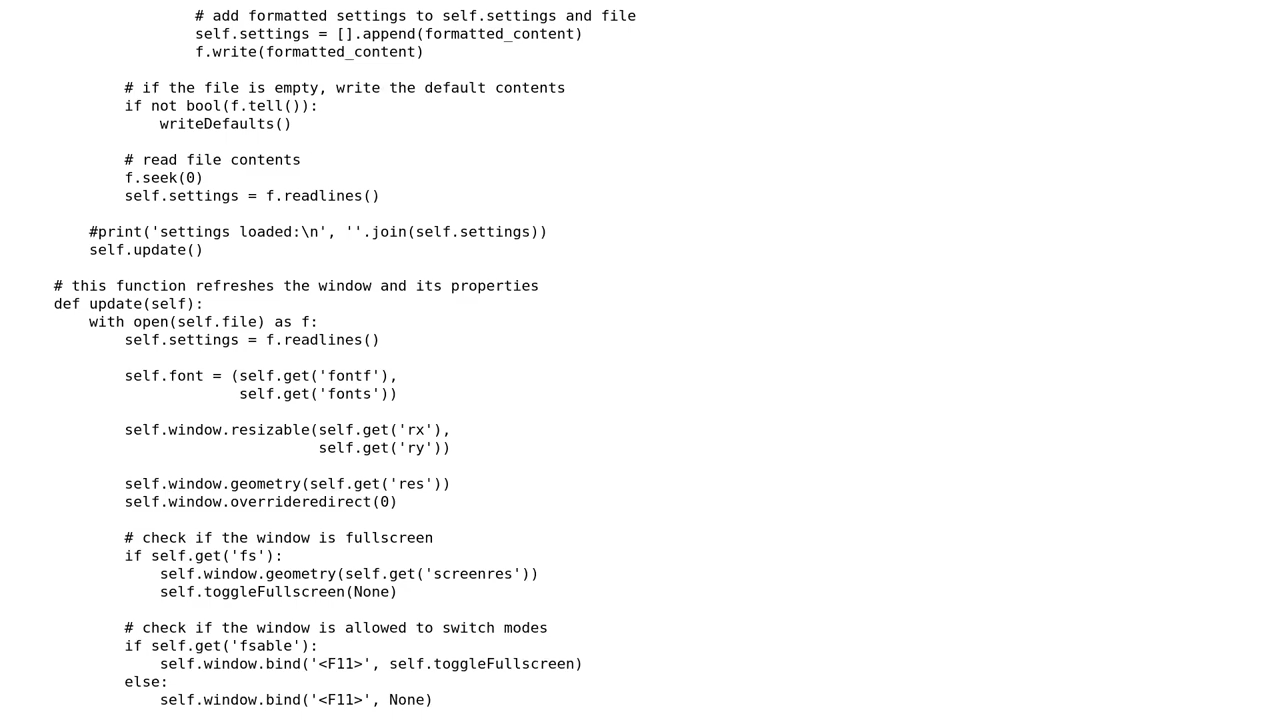 # add formatted settings to self.settings and file
self.settings = [].append(formatted_content)
f.write(formatted_content)
# if the file is empty, write the default contents
if not bool(f.tell()):
writeDefaults()
# read file contents
f.seek(0)
self.settings = f.readlines()
#print('settings loaded:\n', ''.join(self.settings))
self.update()
# this function refreshes the window and its properties
def update(self):
with open(self.file) as f:
self.settings = f.readlines()
self.font = (self.get('fontf'),
self.get('fonts'))
self.window.resizable(self.get('rx'),
self.get('ry'))
self.window.geometry(self.get('res'))
self.window.overrideredirect(0)
# check if the window is fullscreen
if self.get('fs'):
self.window.geometry(self.get('screenres'))
self.toggleFullscreen(None)
# check if the window is allowed to switch modes
if self.get('fsable'):
self.window.bind('<F11>', self.toggleFullscreen)
else:
self.window.bind('<F11>', None)